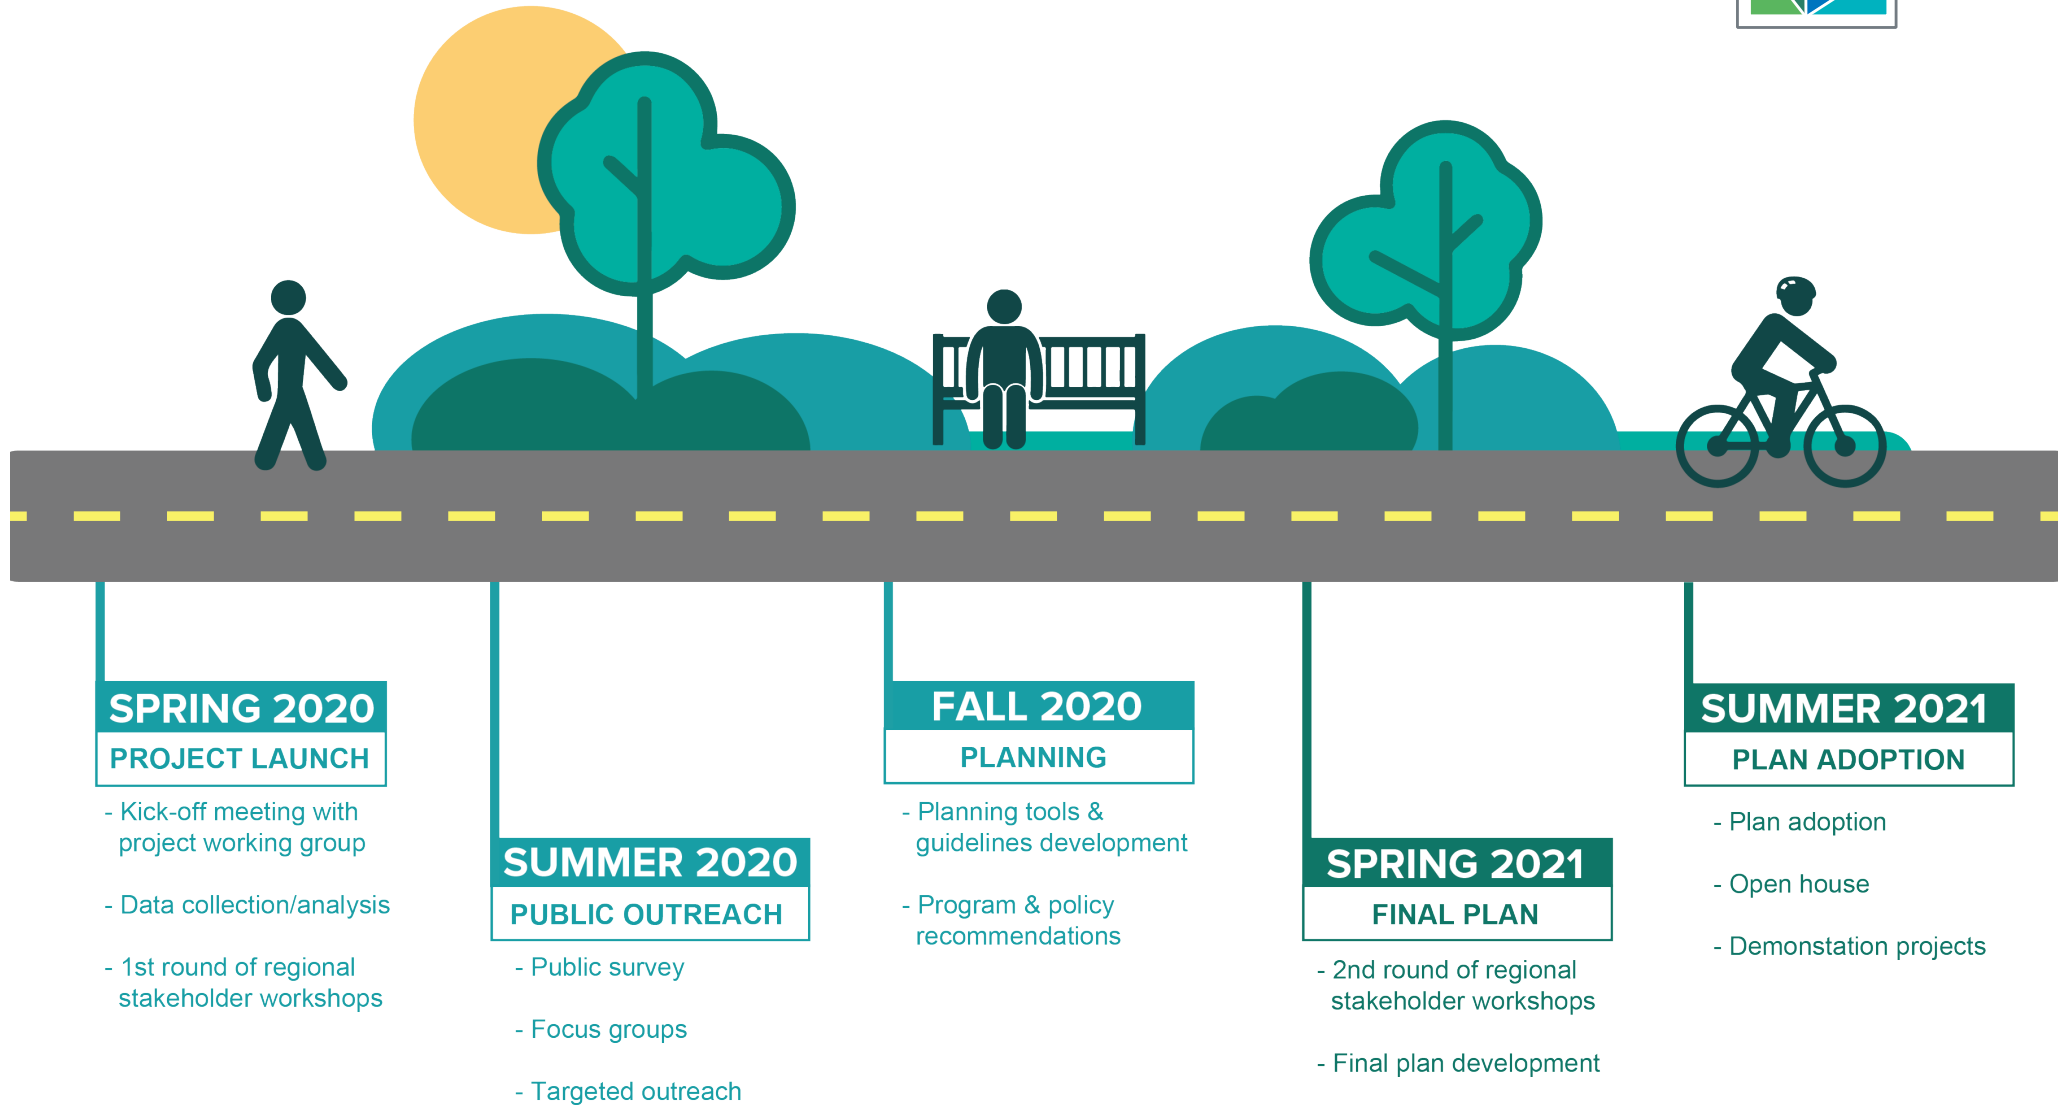 SPRING 2020
PROJECT LAUNCH
- Kick-off meeting with
project working group
- Data collection/analysis
- 1st round of regional
stakeholder workshops
SUMMER 2020
PUBLIC OUTREACH
- Public survey
- Focus groups
- Targeted outreach
FALL 2020
PLANNING
- Planning tools &
guidelines development
- Program & policy
recommendations
SPRING 2021
FINAL PLAN
- 2nd round of regional
stakeholder workshops
- Final plan development
SUMMER 2021
PLAN ADOPTION
- Plan adoption
- Open house
- Demonstation projects